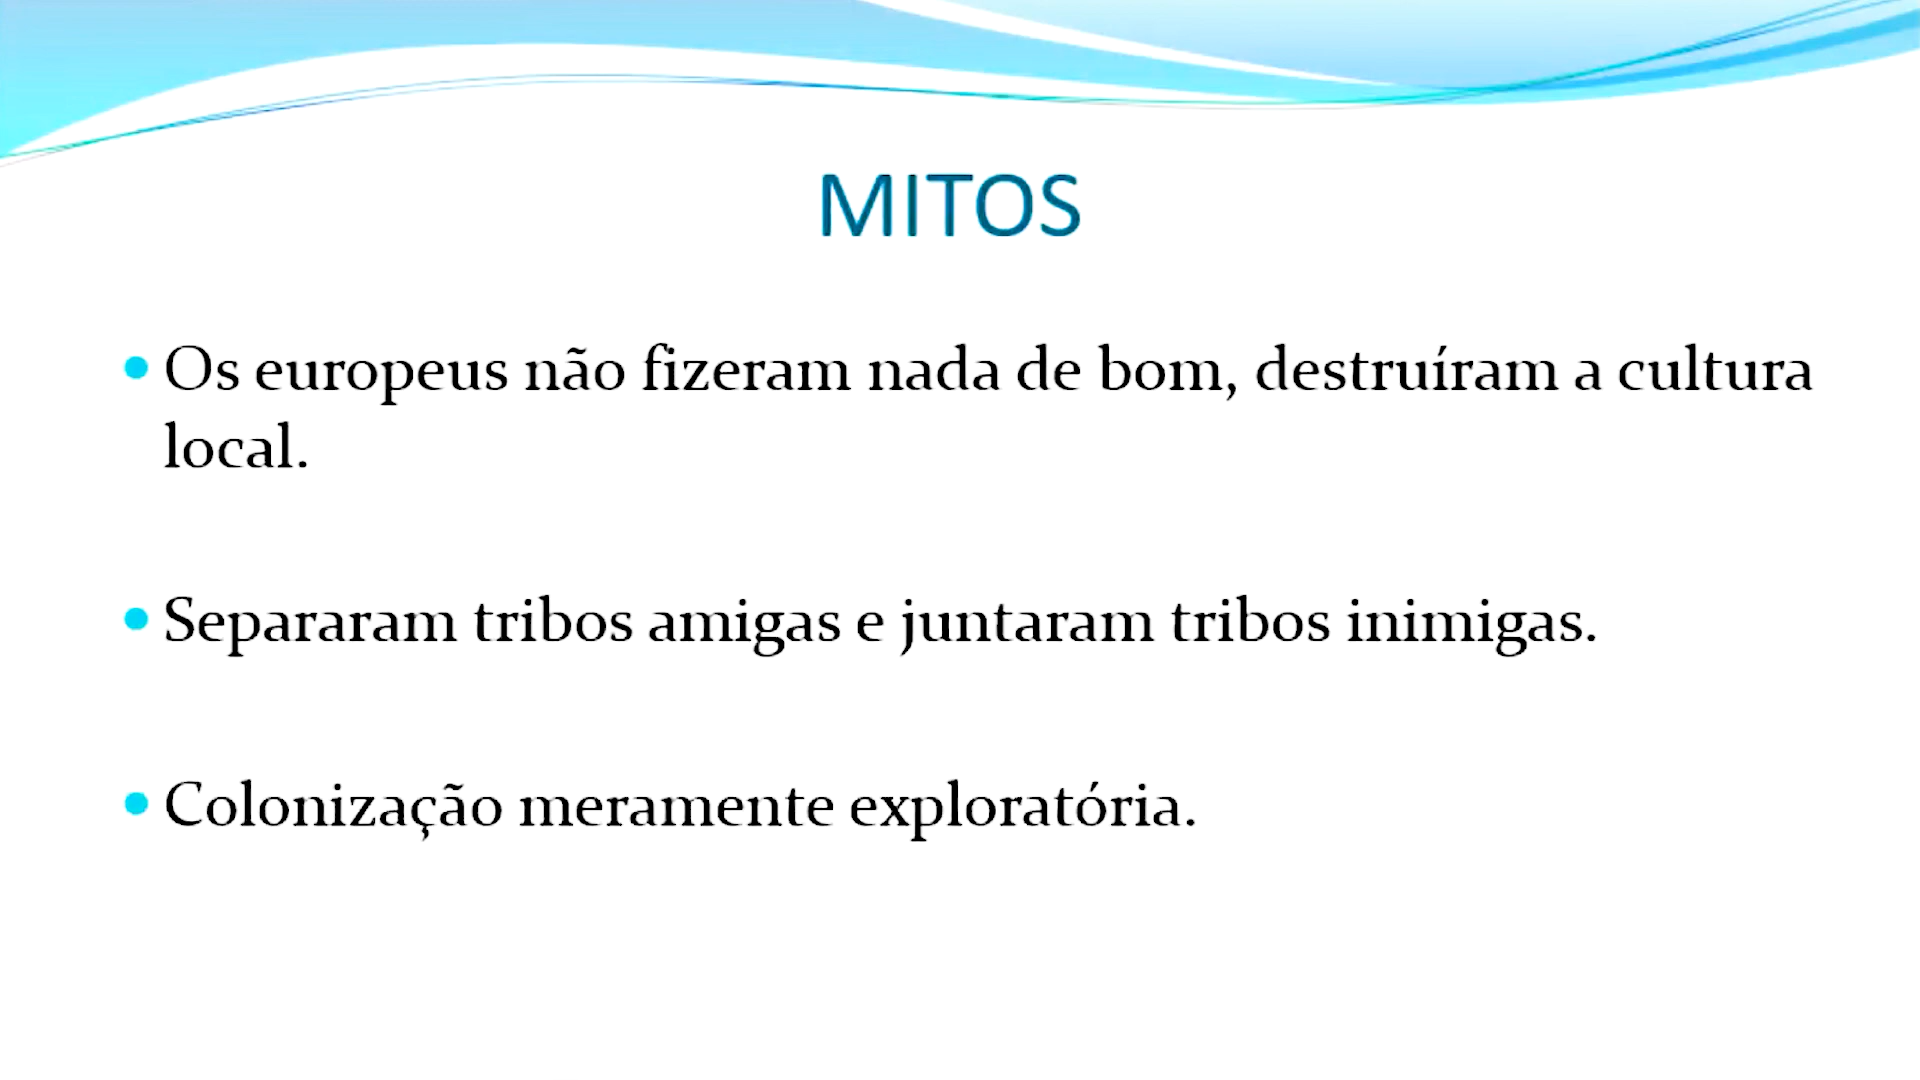 MITOS
• Os europeus não fizeram nada de bom, destruíram a cultura
local.
• Separaram tribos amigas e juntaram tribos inimigas.
• Colonização meramente exploratória.